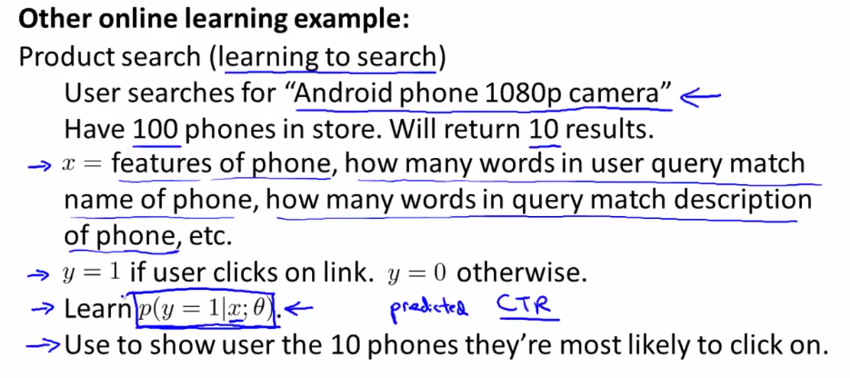 Other online learning example:
Product search (learning to search)
User searches for “Android phone 1080p camera” ←
Have 100 phones in store. Will return 10 results.
→ x = features of phone, how many words in user query match
name of phone, how many words in query match description
of phone, etc.
→ y = 1 if user clicks on link. y = 0 otherwise.
→ Learn p(y = 1|x; θ). ← predicted CTR
→ Use to show user the 10 phones they’re most likely to click on.